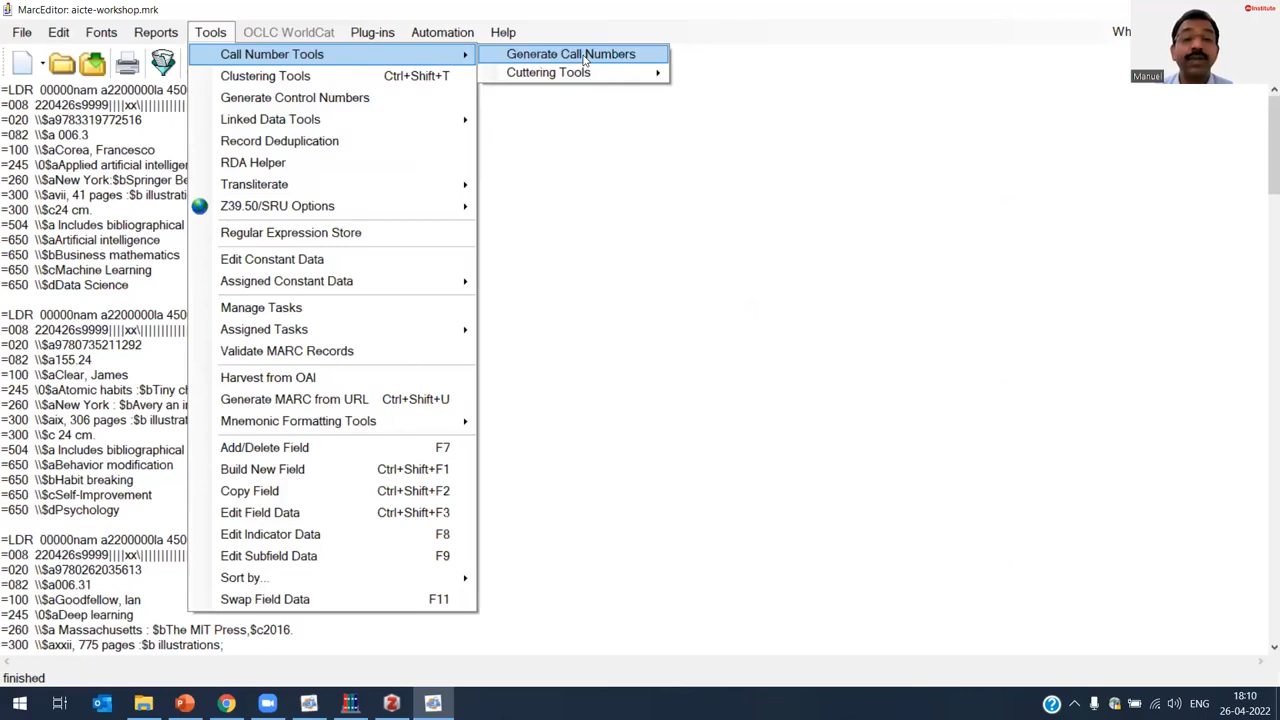 MarcEditor: aicte-workshop.mrk
Institute
File Edit Fonts Reports Tools OCLC WorldCat Plug-ins Automation Help
Wh
Manuel
Call Number Tools
Clustering Tools Ctrl+Shift+T
Generate Control Numbers
Linked Data Tools
Record Deduplication
RDA Helper
Transliterate
Z39.50/SRU Options
Regular Expression Store
Edit Constant Data
Assigned Constant Data
Manage Tasks
Assigned Tasks
Validate MARC Records
Harvest from OAI
Generate MARC from URL Ctrl+Shift+U
Mnemonic Formatting Tools
Add/Delete Field F7
Build New Field Ctrl+Shift+F1
Copy Field Ctrl+Shift+F2
Edit Field Data Ctrl+Shift+F3
Edit Indicator Data F8
Edit Subfield Data F9
Sort by...
Swap Field Data F11
Generate Call Numbers
Cuttering Tools
=LDR 00000nam a2200000la 450
=008 220426s9999||||xx\||||||||||||
=020 \\$a9783319772516
=082 \\$a 006.3
=100 \\$aCorea, Francesco
=245 \0$aApplied artificial intelliger
=260 \\$aNew York:$bSpringer Be
=300 \\$avii, 41 pages :$b illustrati
=300 \\$c24 cm.
=504 \\$a Includes bibliographical
=650 \\$aArtificial intelligence
=650 \\$bBusiness mathematics
=650 \\$cMachine Learning
=650 \\$dData Science
=LDR 00000nam a2200000la 450
=008 220426s9999||||xx\||||||||||||
=020 \\$a9780735211292
=082 \\$a155.24
=100 \\$aClear, James
=245 \0$aAtomic habits :$bTiny ch
=260 \\$aNew York : $bAvery an ir
=300 \\$aix, 306 pages :$b illustrat
=300 \\$c 24 cm.
=504 \\$a Includes bibliographical
=650 \\$aBehavior modification
=650 \\$bHabit breaking
=650 \\$cSelf-Improvement
=650 \\$dPsychology
=LDR 00000nam a2200000la 450
=008 220426s9999||||xx\||||||||||||
=020 \\$a9780262035613
=082 \\$a006.31
=100 \\$aGoodfellow, Ian
=245 \0$aDeep learning
=260 \\$a Massachusetts : $bThe MIT Press,$c2016.
=300 \\$axxii, 775 pages :$b illustrations;
finished
ENG
18:10
26-04-2022